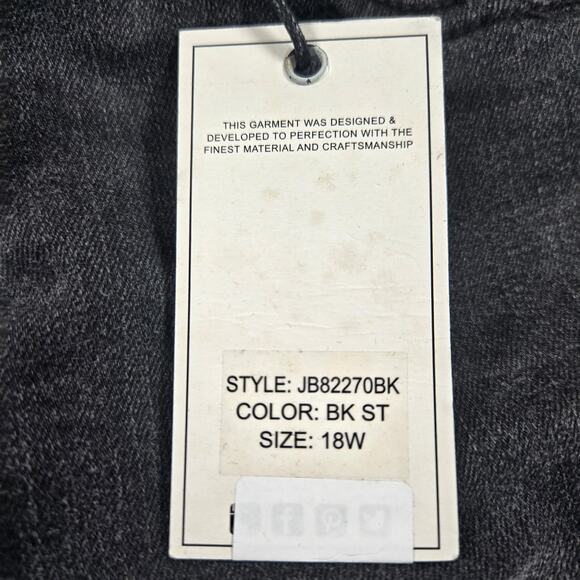 THIS GARMENT WAS DESIGNED &
DEVELOPED TO PERFECTION WITH THE
FINEST MATERIAL AND CRAFTSMANSHIP
STYLE: JB82270BK
COLOR: BK ST
SIZE: 18W